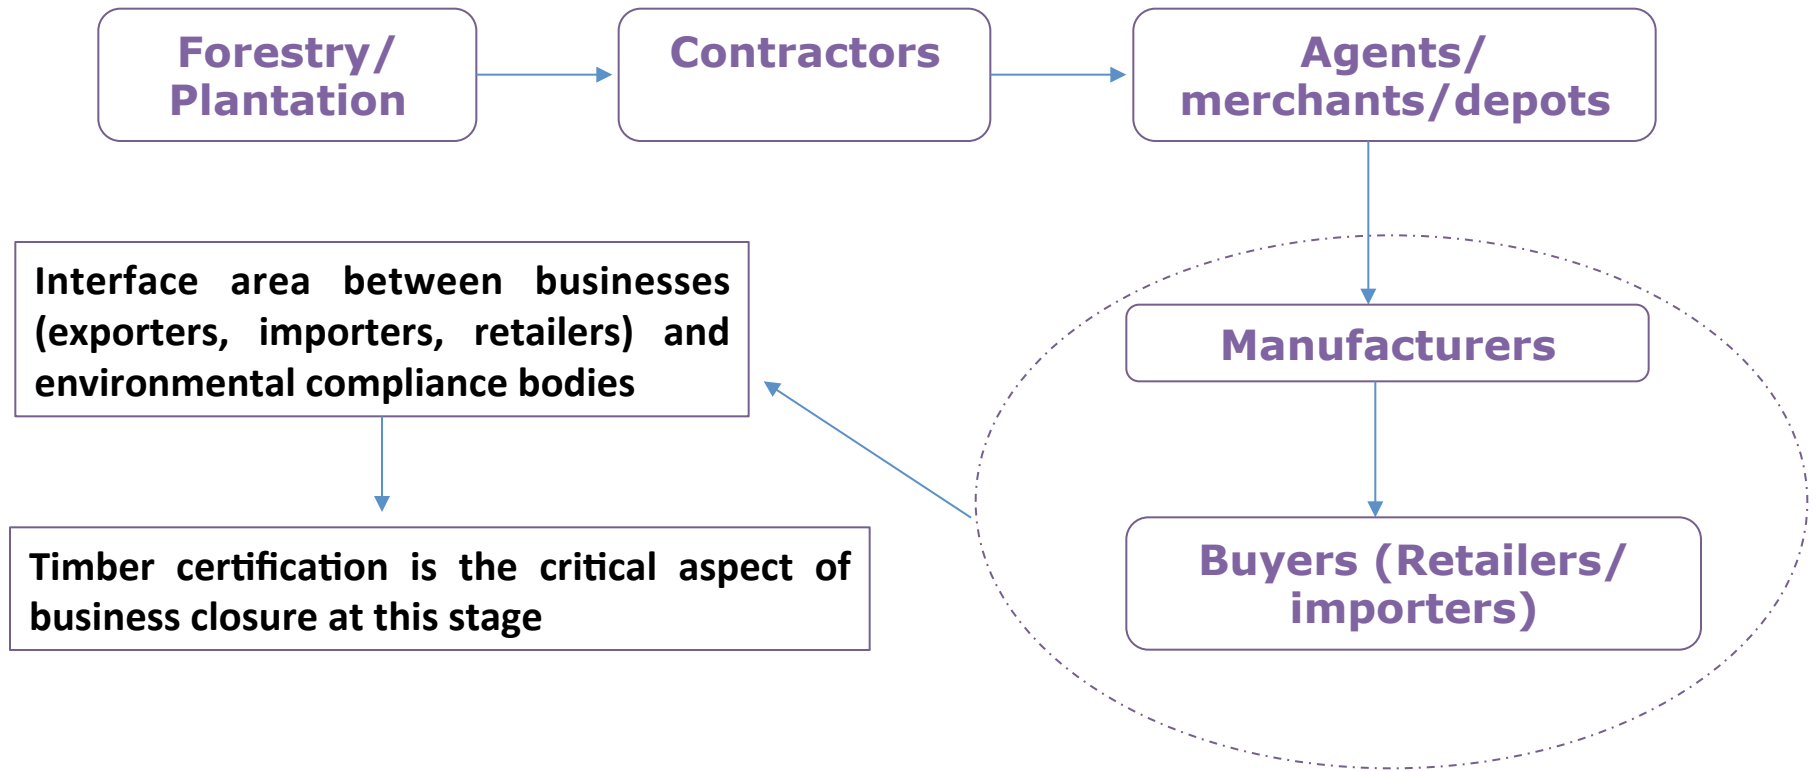 Forestry/
Plantation
Contractors
Agents/
merchants/depots
Interface area between businesses
(exporters, importers, retailers) and
environmental compliance bodies
Manufacturers
Timber certification is the critical aspect of
business closure at this stage
Buyers (Retailers/
importers)